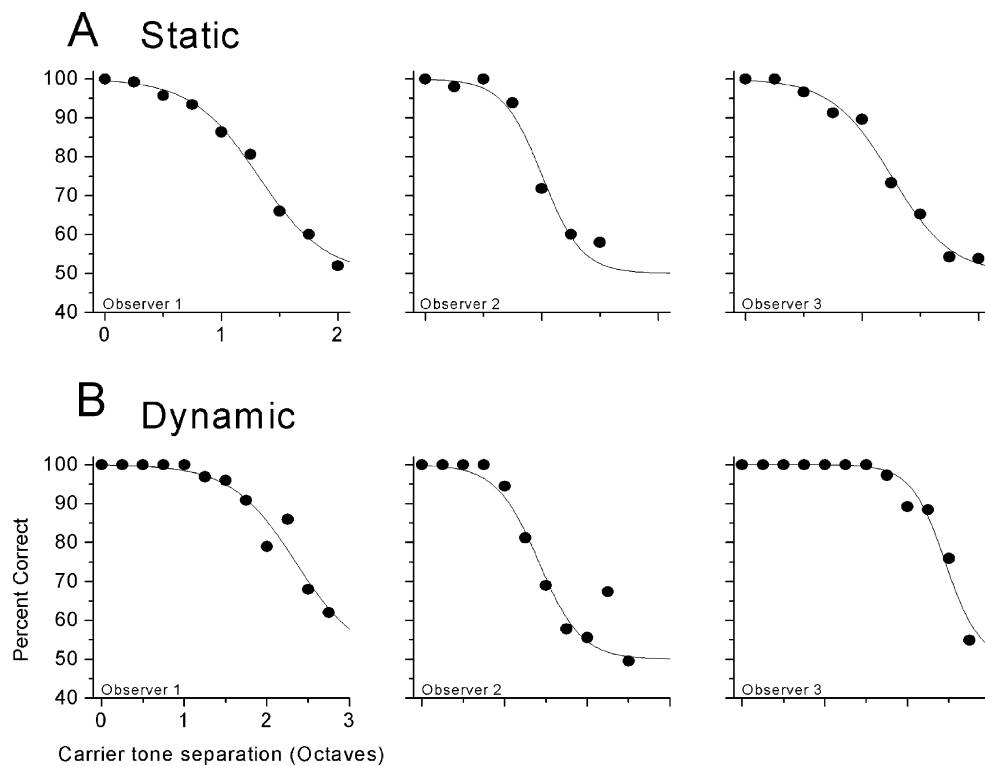 A Static
100
90
80
70
60
50
40
Observer 1
Observer 2
Observer 3
0 1 2
B Dynamic
100
90
80
70
60
50
40
Percent Correct
Observer 1
Observer 2
Observer 3
0 1 2 3
Carrier tone separation (Octaves)